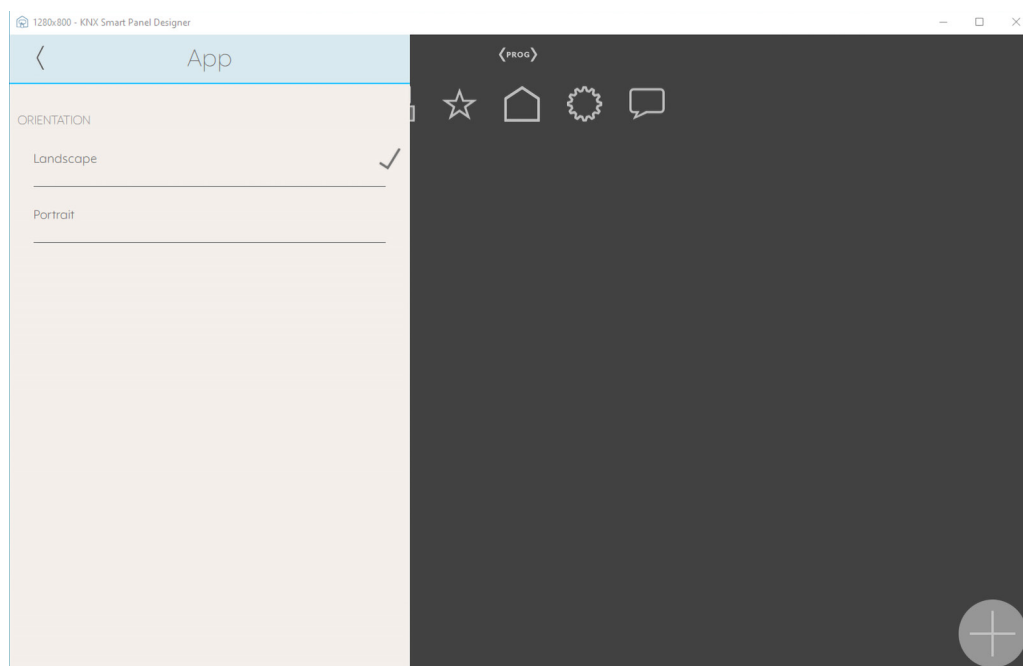 1280x800 - KNX Smart Panel Designer
App
PROG
ORIENTATION
Landscape
Portrait